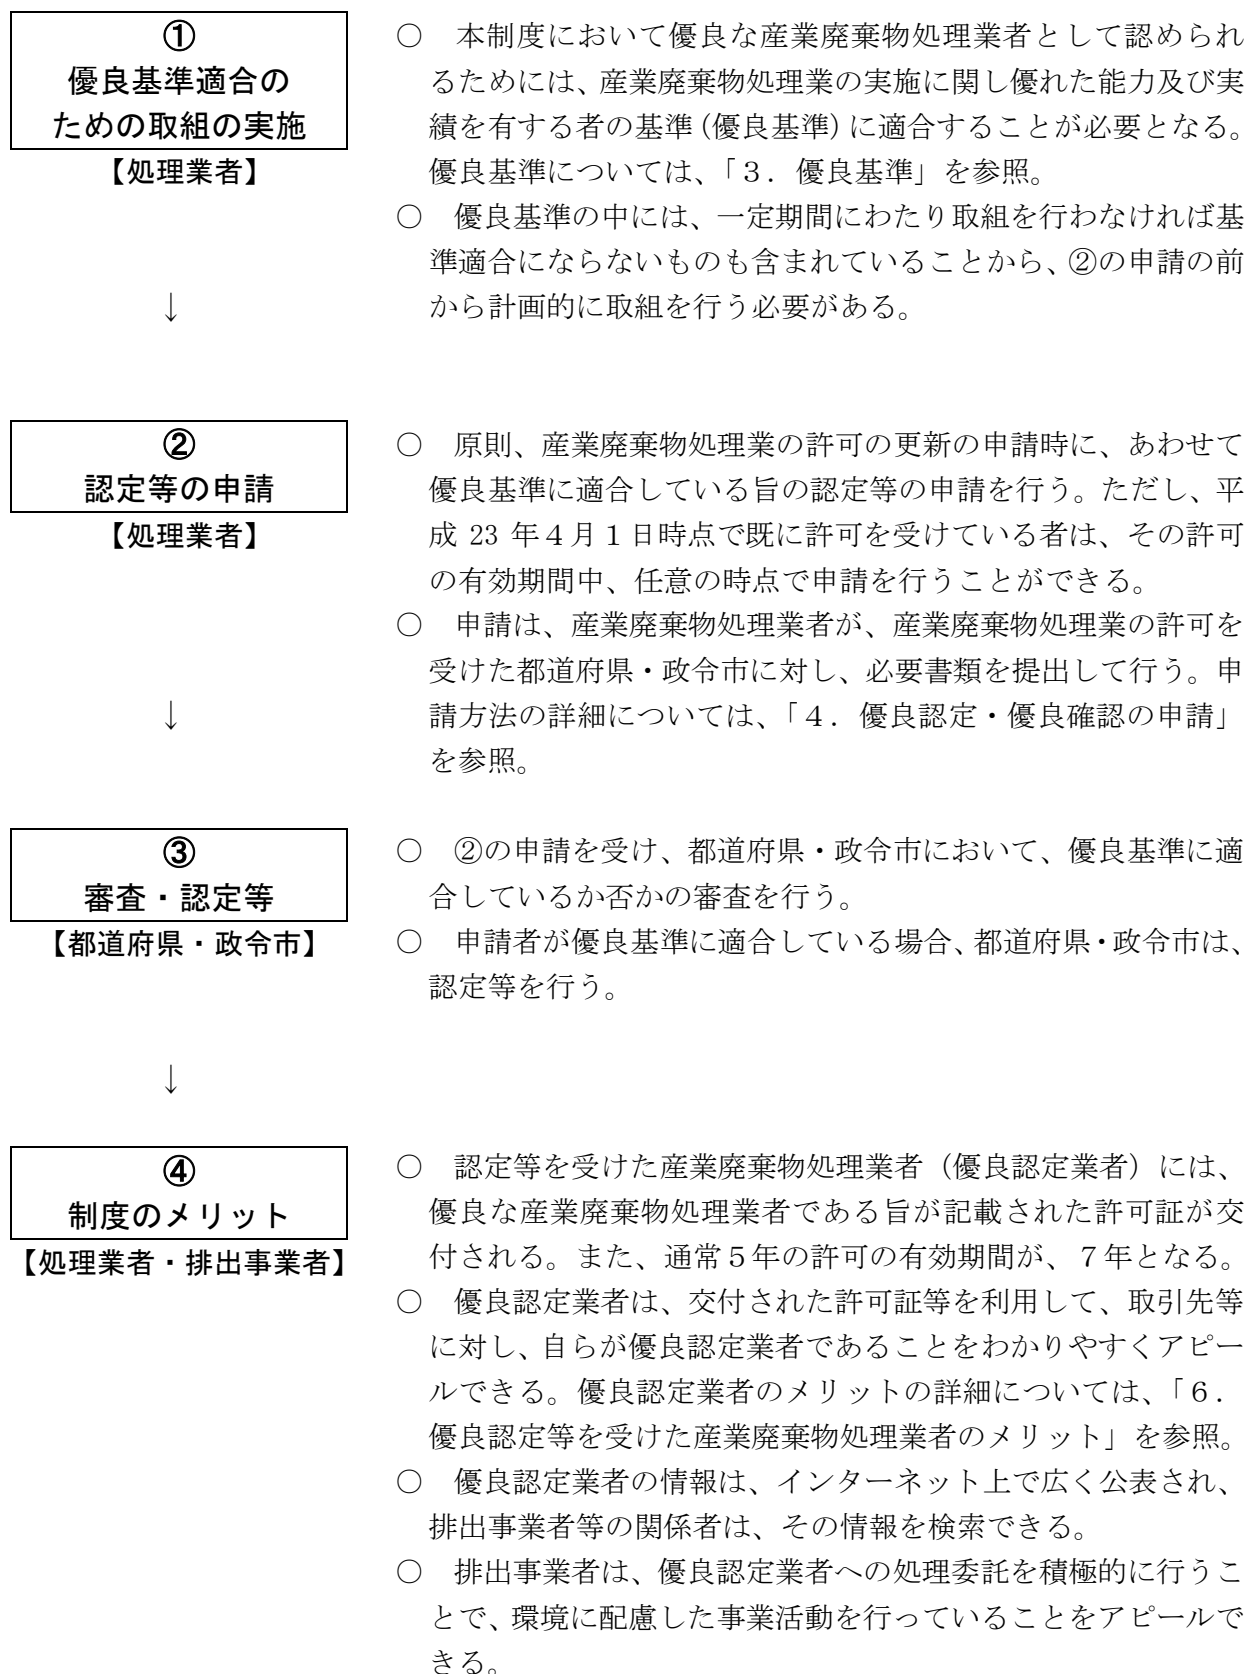 ①
優良基準適合の
ための取組の実施
【処理業者】
↓
○　本制度において優良な産業廃棄物処理業者として認められ
るためには、産業廃棄物処理業の実施に関し優れた能力及び実
績を有する者の基準(優良基準)に適合することが必要となる。
優良基準については、「３．優良基準」を参照。
○　優良基準の中には、一定期間にわたり取組を行わなければ基
準適合にならないものも含まれていることから、②の申請の前
から計画的に取組を行う必要がある。
②
認定等の申請
【処理業者】
↓
○　原則、産業廃棄物処理業の許可の更新の申請時に、あわせて
優良基準に適合している旨の認定等の申請を行う。ただし、平
成 23 年４月１日時点で既に許可を受けている者は、その許可
の有効期間中、任意の時点で申請を行うことができる。
○　申請は、産業廃棄物処理業者が、産業廃棄物処理業の許可を
受けた都道府県・政令市に対し、必要書類を提出して行う。申
請方法の詳細については、「４．優良認定・優良確認の申請」
を参照。
③
審査・認定等
【都道府県・政令市】
↓
○　②の申請を受け、都道府県・政令市において、優良基準に適
合しているか否かの審査を行う。
○　申請者が優良基準に適合している場合、都道府県・政令市は、
認定等を行う。
④
制度のメリット
【処理業者・排出事業者】
○　認定等を受けた産業廃棄物処理業者（優良認定業者）には、
優良な産業廃棄物処理業者である旨が記載された許可証が交
付される。また、通常５年の許可の有効期間が、７年となる。
○　優良認定業者は、交付された許可証等を利用して、取引先等
に対し、自らが優良認定業者であることをわかりやすくアピー
ルできる。優良認定業者のメリットの詳細については、「６．
優良認定等を受けた産業廃棄物処理業者のメリット」を参照。
○　優良認定業者の情報は、インターネット上で広く公表され、
排出事業者等の関係者は、その情報を検索できる。
○　排出事業者は、優良認定業者への処理委託を積極的に行うこ
とで、環境に配慮した事業活動を行っていることをアピールで
きる。